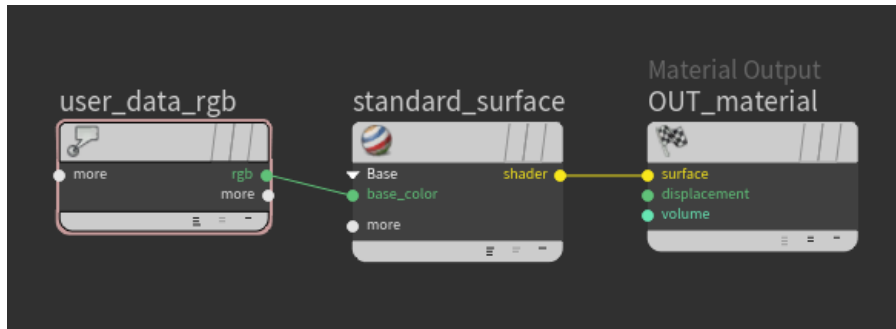 user_data_rgb
more
rgb
more
standard_surface
Base
shader
base_color
more
Material Output
OUT_material
surface
displacement
volume